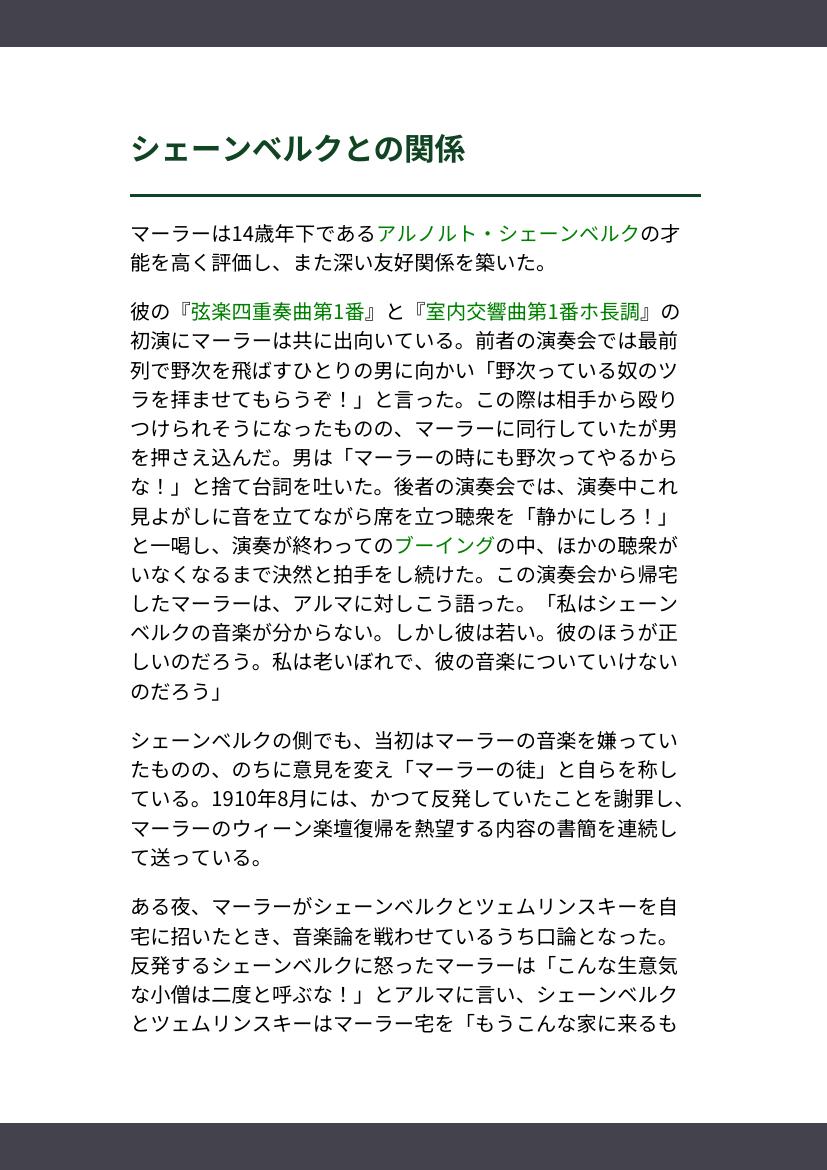 シェーンベルクとの関係
マーラーは14歳年下であるアルノルト・シェーンベルクの才
能を高く評価し、また深い友好関係を築いた。
彼の『弦楽四重奏曲第1番』と『室内交響曲第1番ホ長調』の
初演にマーラーは共に出向いている。前者の演奏会では最前
列で野次を飛ばすひとりの男に向かい「野次っている奴のツ
ラを拝ませてもらうぞ！」と言った。この際は相手から殴り
つけられそうになったものの、マーラーに同行していたが男
を押さえ込んだ。男は「マーラーの時にも野次ってやるから
な！」と捨て台詞を吐いた。後者の演奏会では、演奏中これ
見よがしに音を立てながら席を立つ聴衆を「静かにしろ！」
と一喝し、演奏が終わってのブーイングの中、ほかの聴衆が
いなくなるまで決然と拍手をし続けた。この演奏会から帰宅
したマーラーは、アルマに対しこう語った。「私はシェーン
ベルクの音楽が分からない。しかし彼は若い。彼のほうが正
しいのだろう。私は老いぼれで、彼の音楽についていけない
のだろう」
シェーンベルクの側でも、当初はマーラーの音楽を嫌ってい
たものの、のちに意見を変え「マーラーの徒」と自らを称し
ている。1910年8月には、かつて反発していたことを謝罪し、
マーラーのウィーン楽壇復帰を熱望する内容の書簡を連続し
て送っている。
ある夜、マーラーがシェーンベルクとツェムリンスキーを自
宅に招いたとき、音楽論を戦わせているうち口論となった。
反発するシェーンベルクに怒ったマーラーは「こんな生意気
な小僧は二度と呼ぶな！」とアルマに言い、シェーンベルク
とツェムリンスキーはマーラー宅を「もうこんな家に来るも